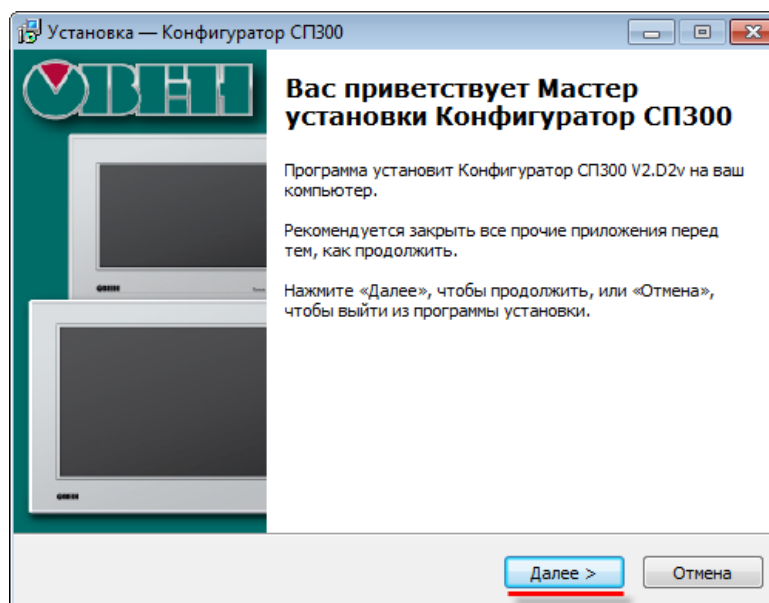 Установка — Конфигуратор СП300
ОВЕН
Вас приветствует Мастер
установки Конфигуратор СП300
Программа установит Конфигуратор СП300 V2.D2v на ваш
компьютер.
Рекомендуется закрыть все прочие приложения перед
тем, как продолжить.
Нажмите «Далее», чтобы продолжить, или «Отмена»,
чтобы выйти из программы установки.
ОВЕН
ОВЕН
Далее >
Отмена